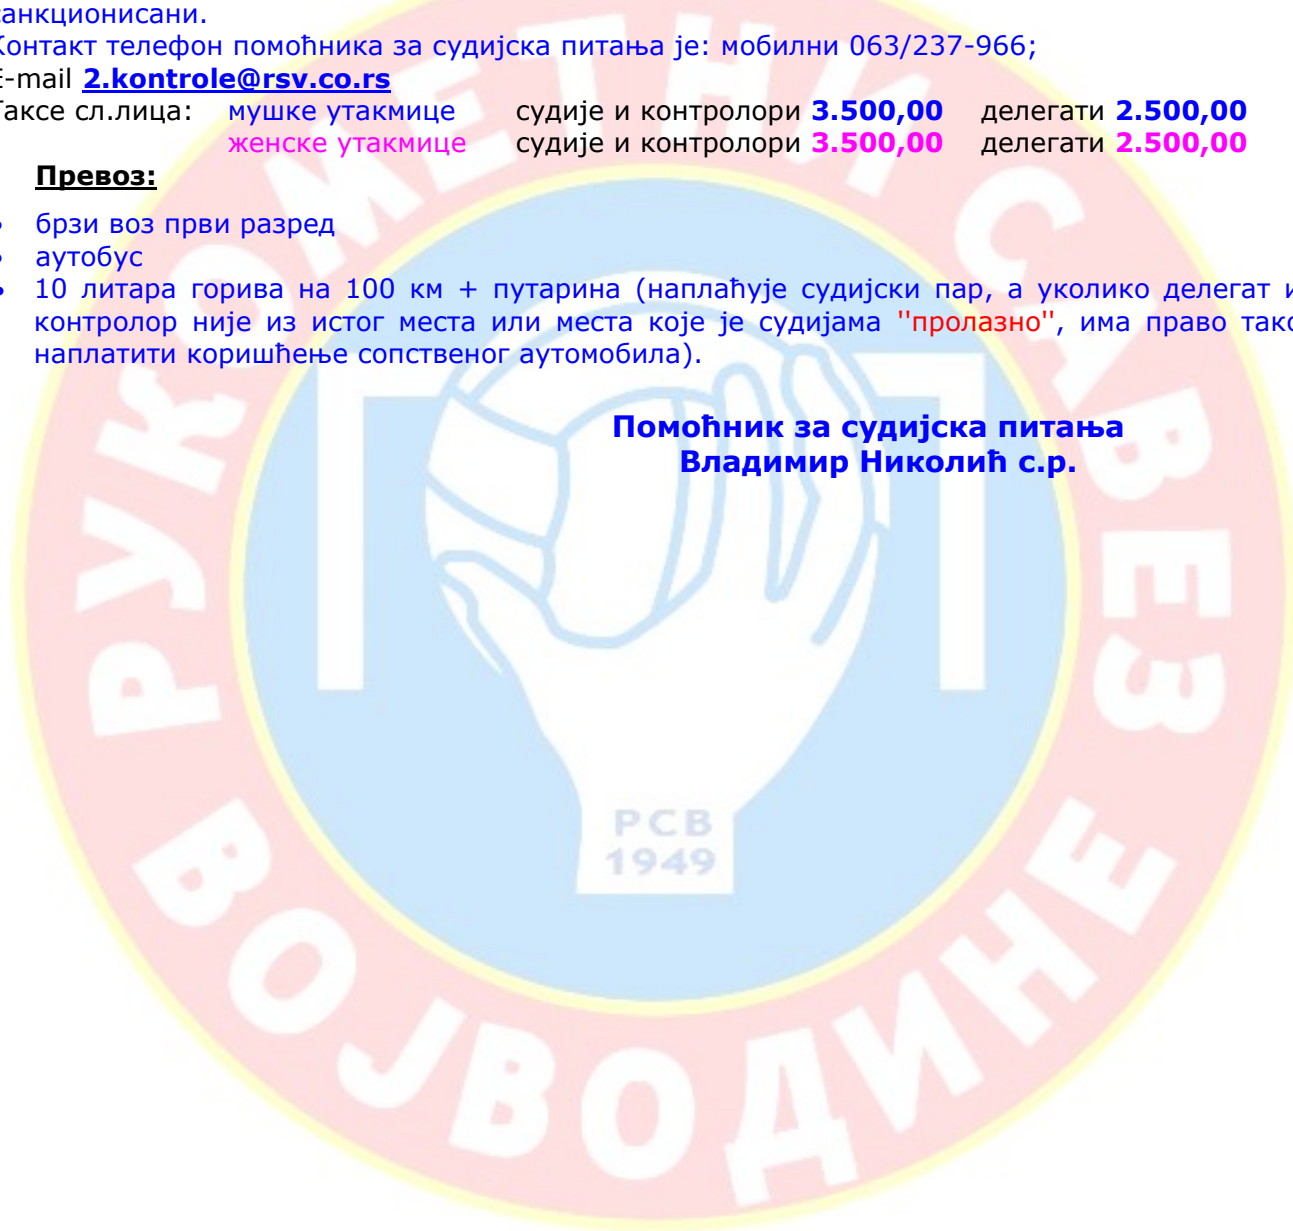 санкционисани.
Контакт телефон помоћника за судијска питања је: мобилни 063/237-966;
E-mail 2.kontrole@rsv.co.rs
Таксе сл.лица: мушке утакмице судије и контролори 3.500,00 делегати 2.500,00
женске утакмице судије и контролори 3.500,00 делегати 2.500,00
Превоз:
• брзи воз први разред
• аутобус
• 10 литара горива на 100 км + путарина (наплаћује судијски пар, а уколико делегат и
контролор није из истог места или места које је судијама "пролазно", има право тако
наплатити коришћење сопственог аутомобила).
Помоћник за судијска питања
Владимир Николић с.р.
РУКОМЕТНИ САВЕЗ
ВОЈВОДИНЕ
РСВ
1949